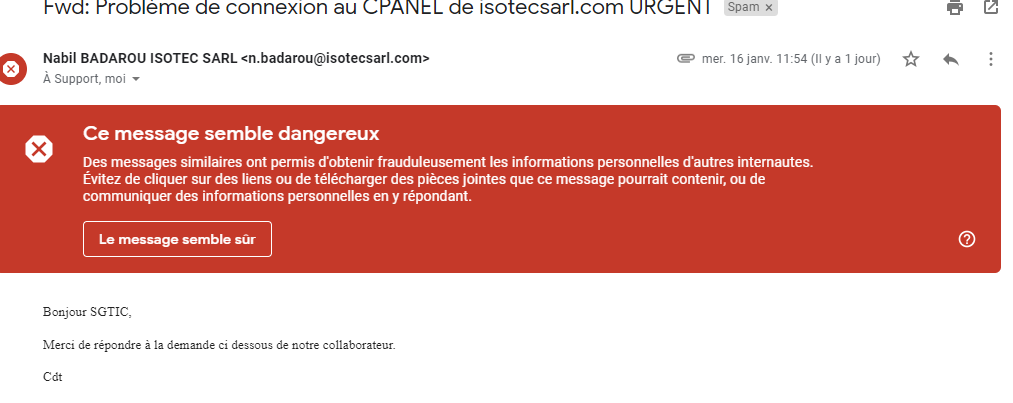 Fwd: Problème de connexion au CPANEL de isotecsarl.com URGENT Spam ×
Nabil BADAROU ISOTEC SARL <n.badarou@isotecsarl.com> mer. 16 janv. 11:54 (Il y a 1 jour)
À Support, moi
Ce message semble dangereux
Des messages similaires ont permis d'obtenir frauduleusement les informations personnelles d'autres internautes.
Évitez de cliquer sur des liens ou de télécharger des pièces jointes que ce message pourrait contenir, ou de
communiquer des informations personnelles en y répondant.
Le message semble sûr
Bonjour SGTIC,
Merci de répondre à la demande ci dessous de notre collaborateur.
Cdt